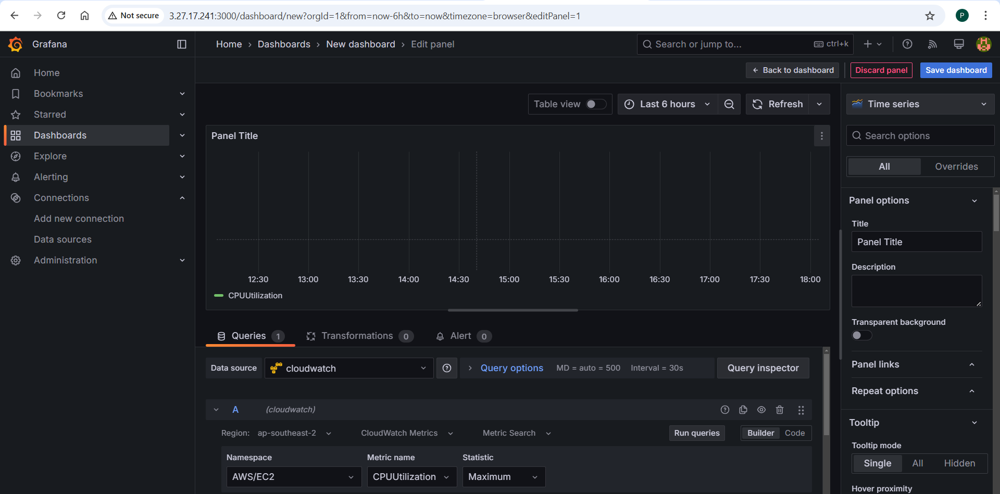 Not secure
3.27.17.241:3000/dashboard/new?orgId=1&from=now-6h&to=now&timezone=browser&editPanel=1
P
Grafana
Home › Dashboards › New dashboard › Edit panel
Search or jump to...
ctrl+k
Back to dashboard
Discard panel
Save dashboard
Home
Bookmarks
Starred
Dashboards
Explore
Alerting
Connections
Add new connection
Data sources
Administration
Table view
Last 6 hours
Refresh
Panel Title
12:30 13:00 13:30 14:00 14:30 15:00 15:30 16:00 16:30 17:00 17:30 18:00
CPUUtilization
Queries 1
Transformations 0
Alert 0
Data source
cloudwatch
Query options
MD = auto = 500
Interval = 30s
Query inspector
A
(cloudwatch)
Region: ap-southeast-2
CloudWatch Metrics
Metric Search
Run queries
Builder
Code
Namespace
Metric name
Statistic
AWS/EC2
CPUUtilization
Maximum
Time series
Search options
All
Overrides
Panel options
Title
Panel Title
Description
Transparent background
Panel links
Repeat options
Tooltip
Tooltip mode
Single
All
Hidden
Hover proximity